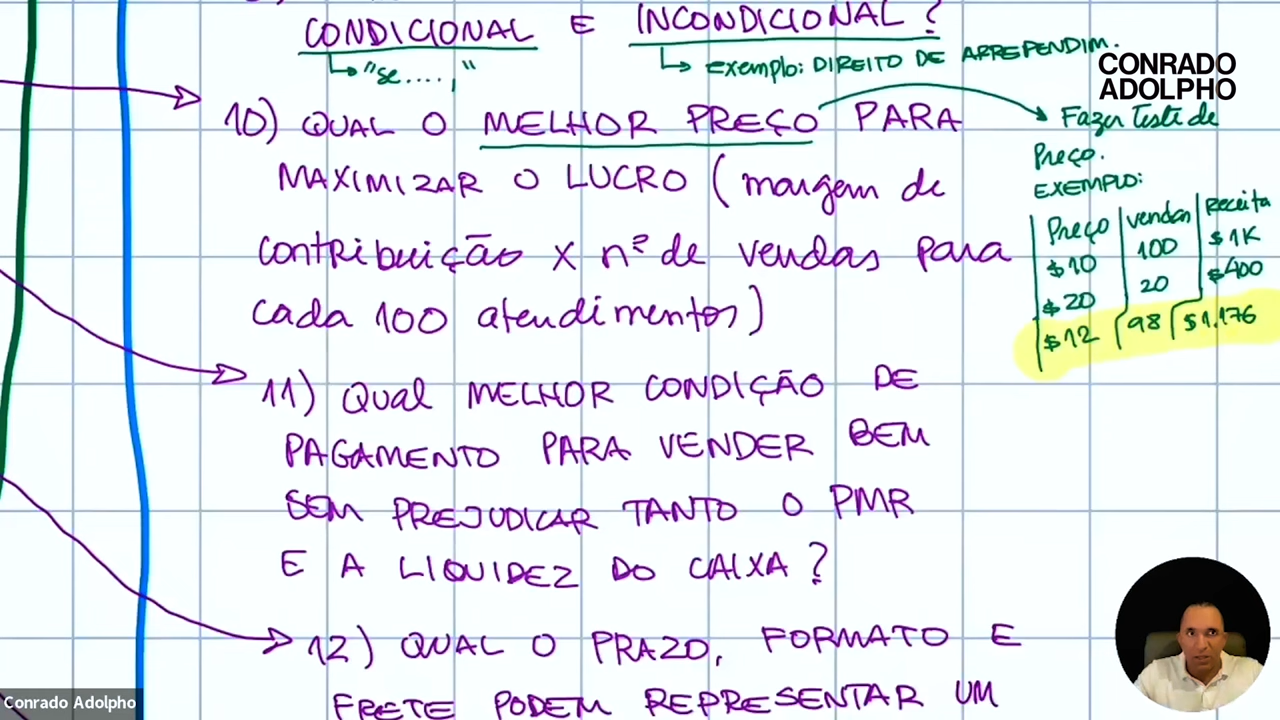 CONDICIONAL E INCONDICIONAL?
↳ "se....,"
↳ exemplo: DIREITO DE ARREPENDIM.
CONRADO
ADOLPHO
10) QUAL O MELHOR PREÇO PARA
MAXIMIZAR O LUCRO (margem de
contribuição x nº de vendas para
cada 100 atendimentos)
Fazer teste de
Preço.
EXEMPLO:
Preço vendas Receita
$10 100 $1K
$20 20 $400
$12 98 $1.176
11) Qual MELHOR CONDIÇÃO DE
PAGAMENTO PARA VENDER BEM
SEM PREJUDICAR TANTO O PMR
E A LIQUIDEZ DO CAIXA?
12) QUAL O PRAZO, FORMATO E
FRETE PODEM REPRESENTAR UM
Conrado Adolpho